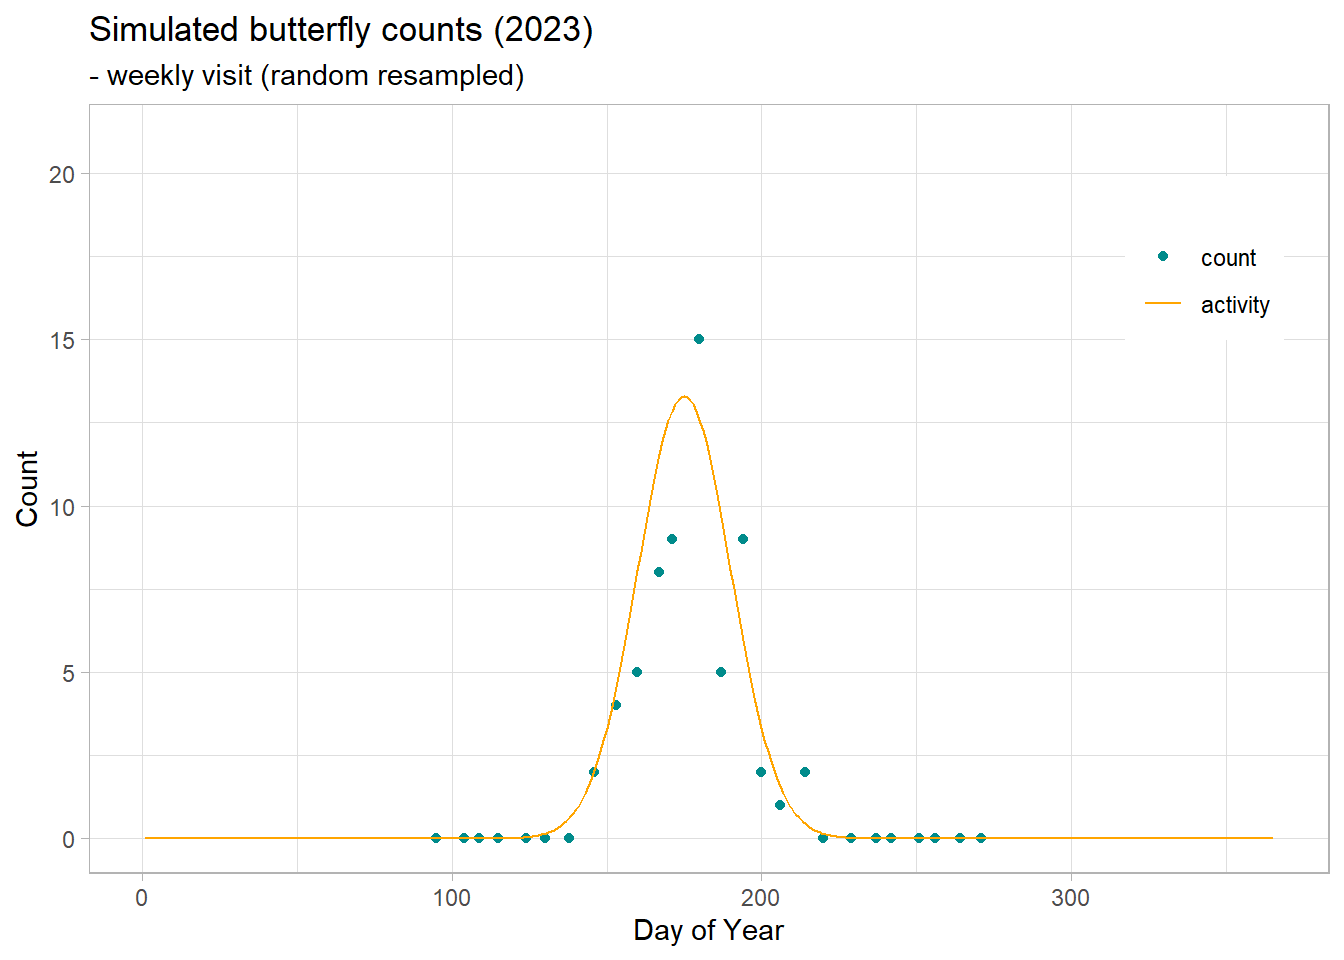 Simulated butterfly counts (2023)
- weekly visit (random resampled)
20
15
10
5
0
Count
count
activity
0
100
200
300
Day of Year